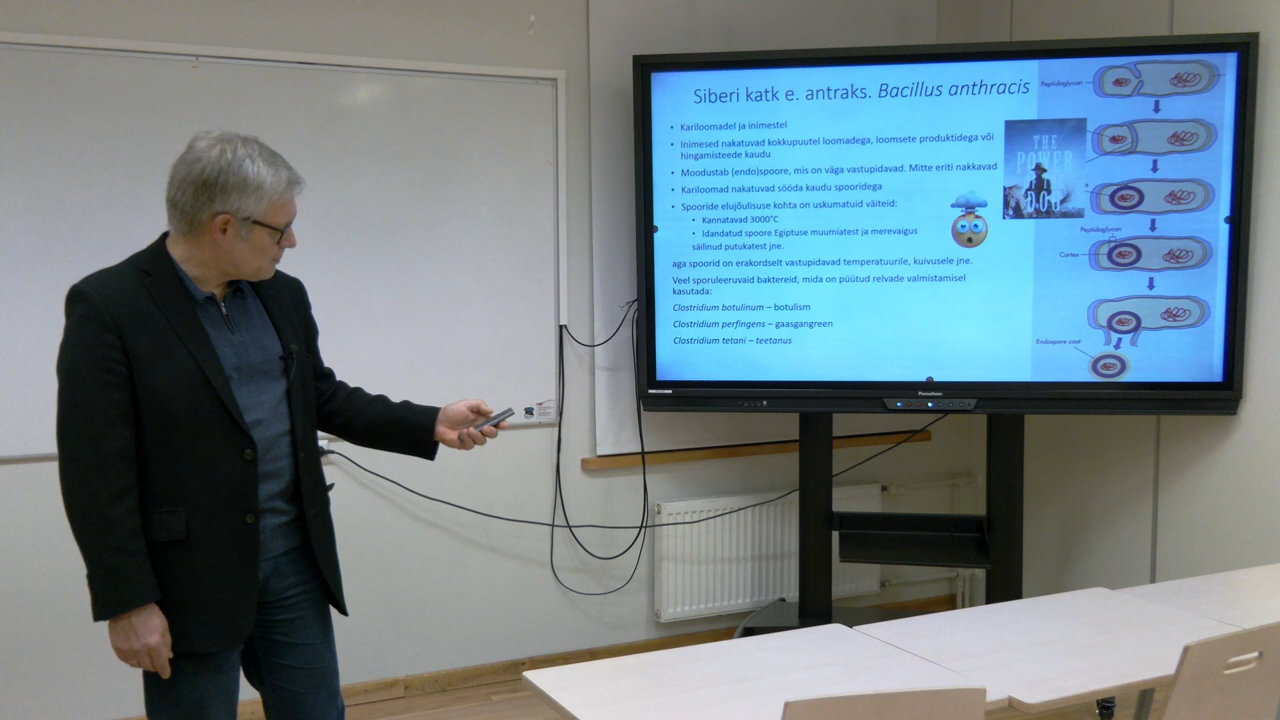 Siberi katk e. antraks. Bacillus anthracis
• Kariloomadel ja inimestel
• Inimesed nakatuvad kokkupuutel loomadega, loomsete produktidega või
hingamisteede kaudu
• Moodustab (endo)spoore, mis on väga vastupidavad. Mitte eriti nakkavad
• Kariloomad nakatuvad sööda kaudu spooridega
• Spooride elujõulisuse kohta on uskumatuid väiteid:
• Kannatavad 3000°C
• Idandatud spoore Egiptuse muumiatest ja merevaigus
säilinud putukatest jne.
aga spoorid on erakordselt vastupidavad temperatuurile, kuivusele jne.
Veel sporuleeruvaid baktereid, mida on püütud relvade valmistamisel
kasutada:
Clostridium botulinum – botulism
Clostridium perfingens – gaasgangreen
Clostridium tetani – teetanus
THE
POWER
DOG
Peptidoglycan
Peptidoglycan
Cortex
Endospore coat
Promethean